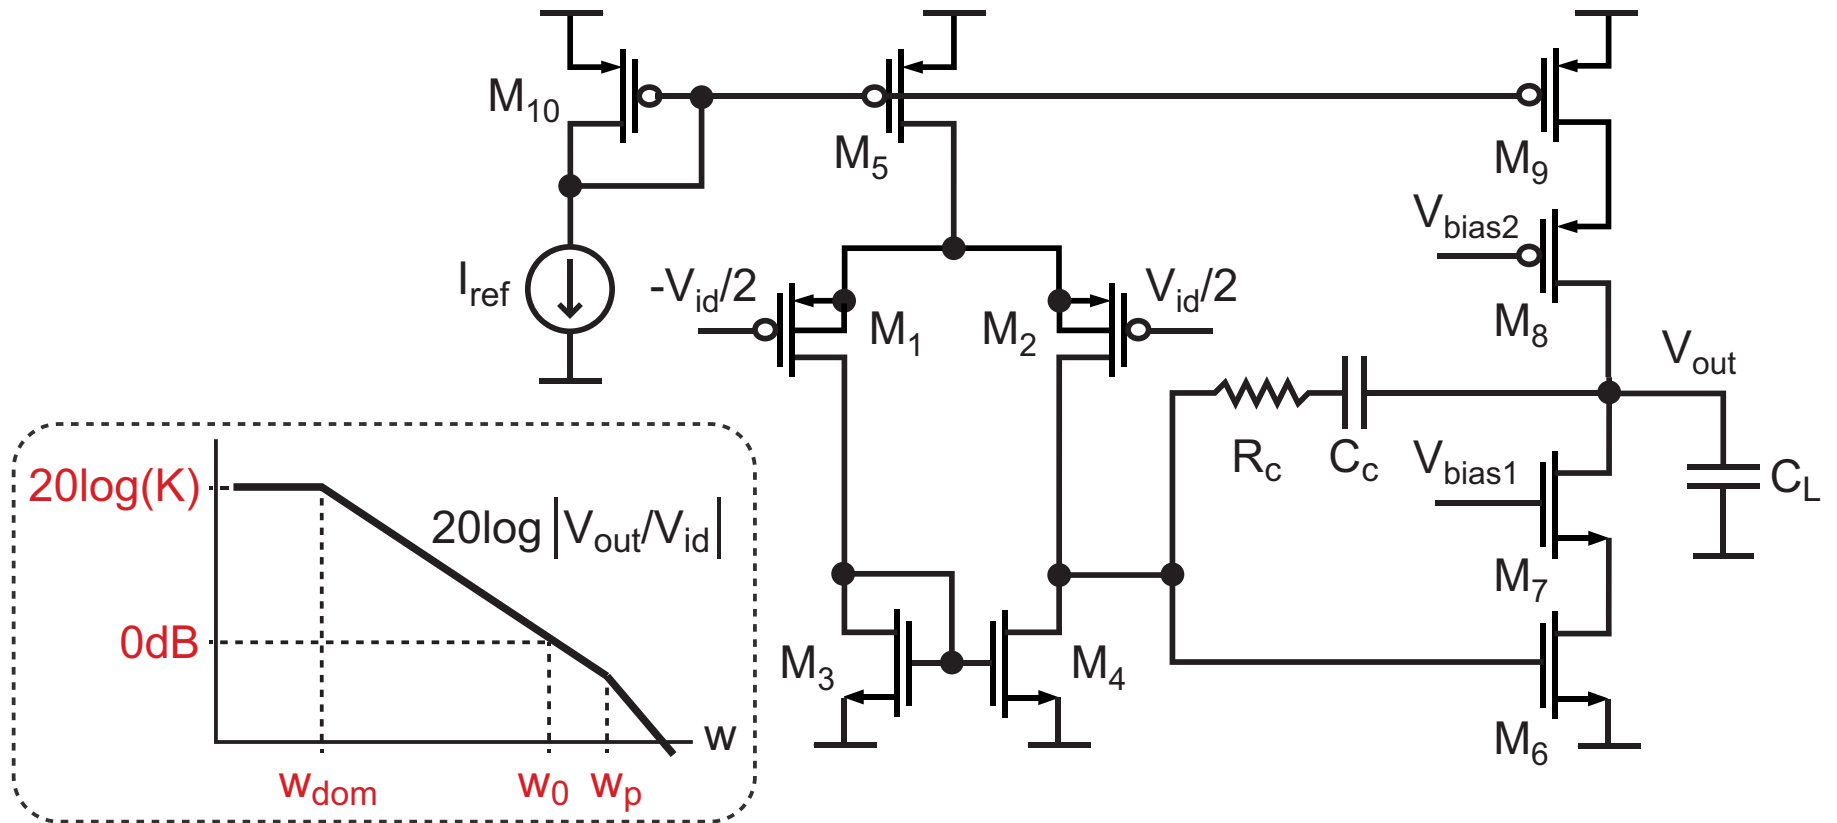 M10
M5
M9
Vbias2
M8
Iref
-Vid/2
Vid/2
M1
M2
Vout
Rc
Cc
Vbias1
CL
M7
M3
M4
M6
20log(K)
20log|Vout/Vid|
0dB
w
wdom
w0
wp